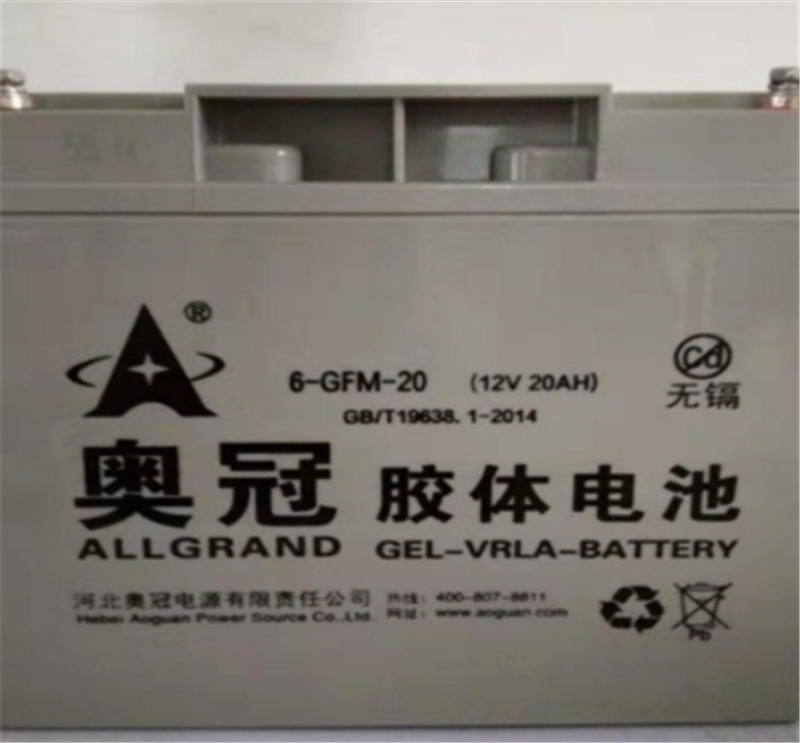 ®
6-GFM-20 (12V 20AH)
GB/T19638.1-2014
Cd
无镉
奥冠 胶体电池
ALLGRAND GEL-VRLA-BATTERY
河北奥冠电源有限责任公司 热线：400-807-8811
Hebei Aoguan Power Source Co.,Ltd. 网址：www.aoguan.com
Pb